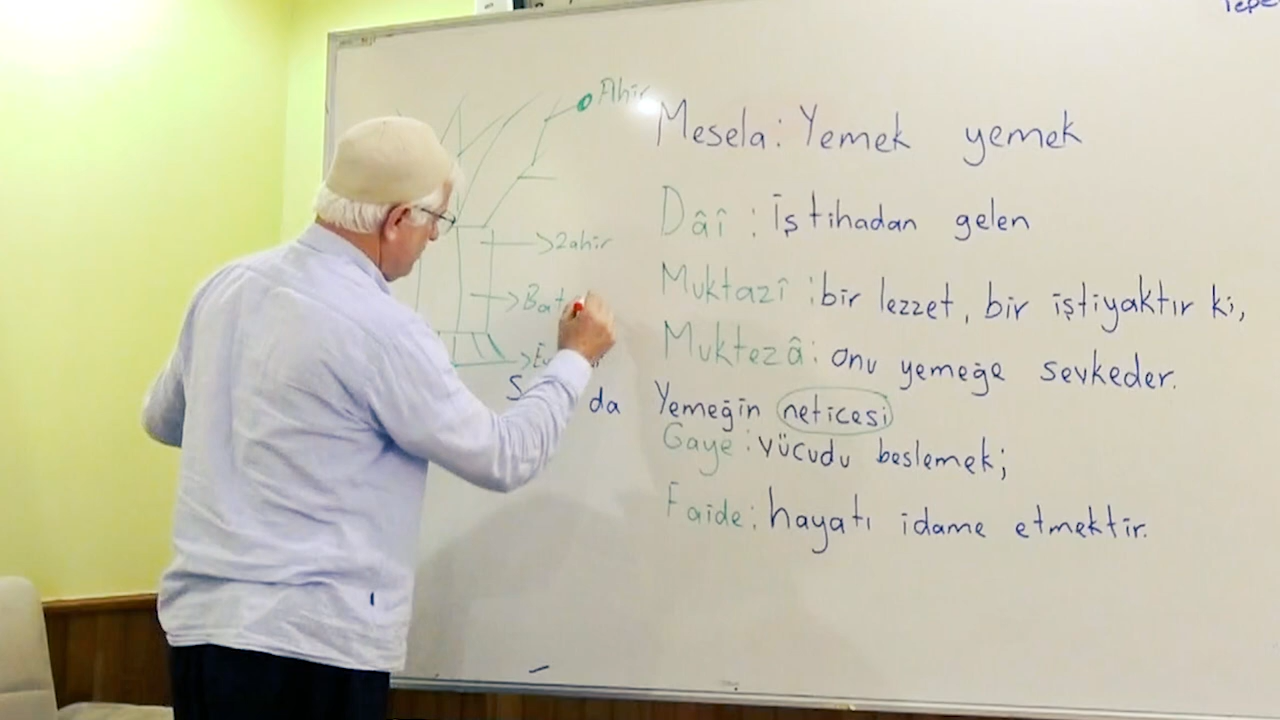 Tepe
Ahir
Mesela: Yemek yemek
Dâî : İştihadan gelen
→Zahir
Muktazî : bir lezzet, bir iştiyaktır ki,
Muktezâ : onu yemeğe sevkeder.
da Yemeğin neticesi
Gaye : vücudu beslemek;
Faide : hayatı idame etmektir.